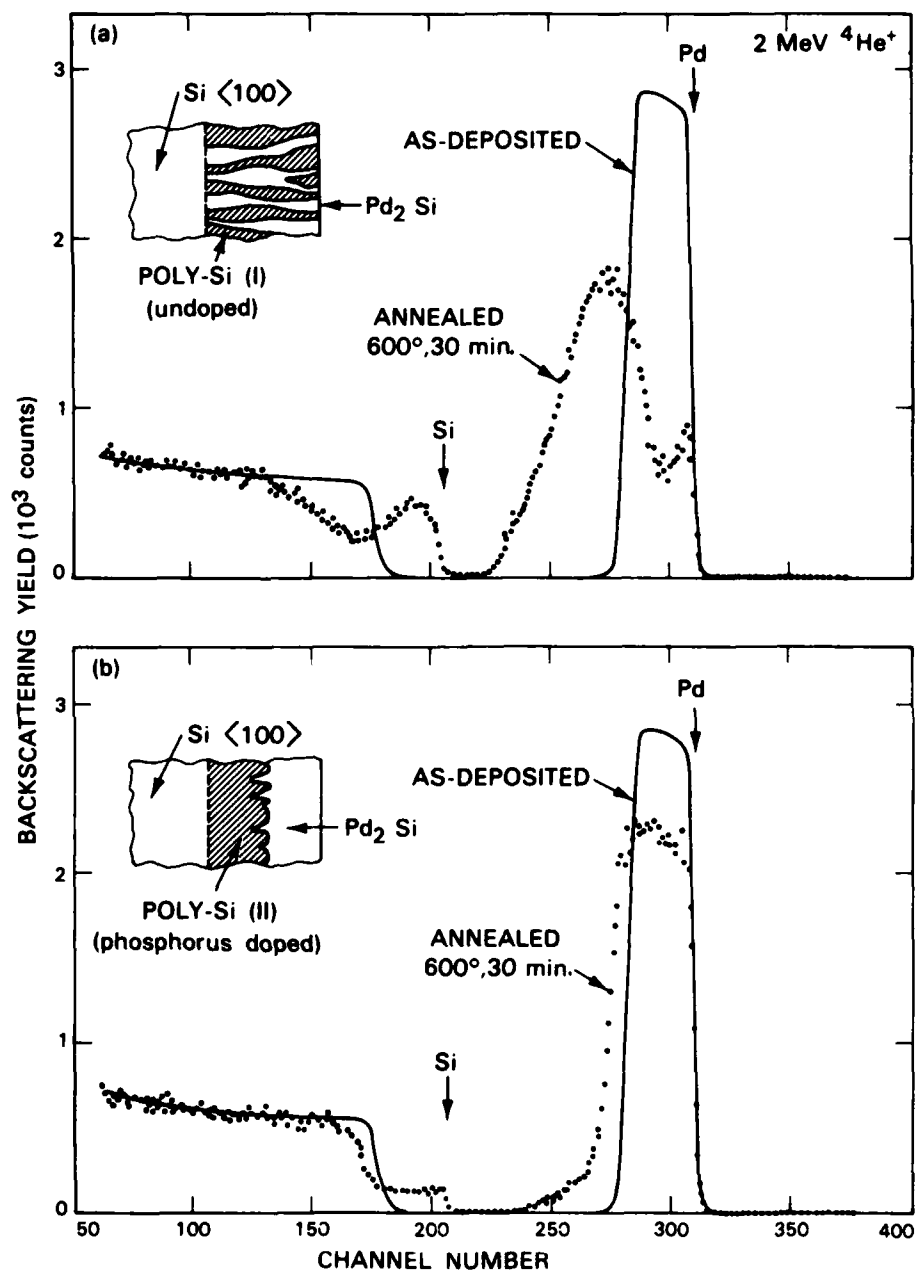 (a)
2 MeV ⁴He⁺
Pd
3
Si ⟨100⟩
AS-DEPOSITED
Pd₂ Si
2
POLY-Si (I)
(undoped)
ANNEALED
600°,30 min.
1
Si
0
BACKSCATTERING YIELD (10³ counts)
(b)
Pd
3
Si ⟨100⟩
AS-DEPOSITED
Pd₂ Si
2
POLY-Si (II)
(phosphorus doped)
ANNEALED
600°,30 min.
1
Si
0
50 100 150 200 250 300 350 400
CHANNEL NUMBER